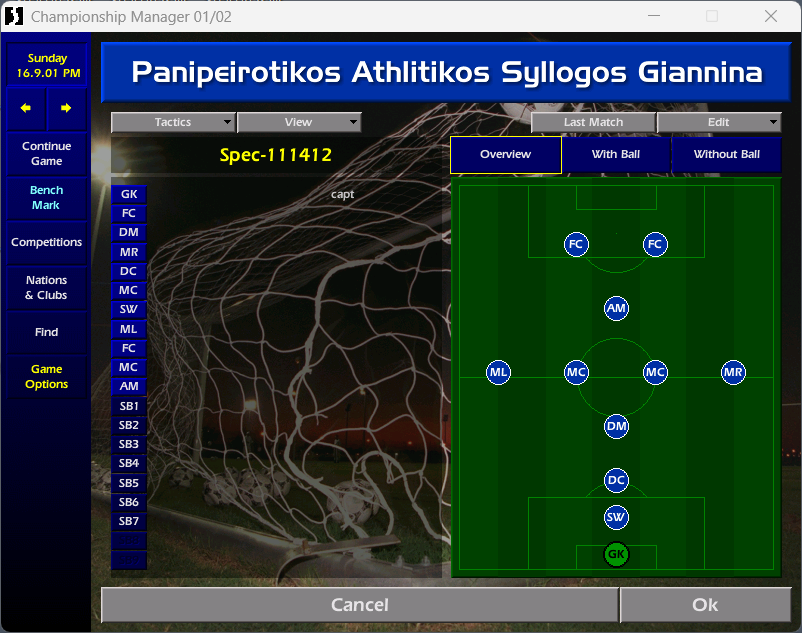 Championship Manager 01/02
Sunday
16.9.01 PM
Continue
Game
Bench
Mark
Competitions
Nations
& Clubs
Find
Game
Options
Panipeirotikos Athlitikos Syllogos Giannina
Tactics
View
Last Match
Edit
Spec-111412
Overview
With Ball
Without Ball
GK
capt
FC
DM
MR
DC
MC
SW
ML
FC
MC
AM
SB1
SB2
SB3
SB4
SB5
SB6
SB7
FC FC
AM
ML MC MC MR
DM
DC
SW
GK
Cancel
Ok